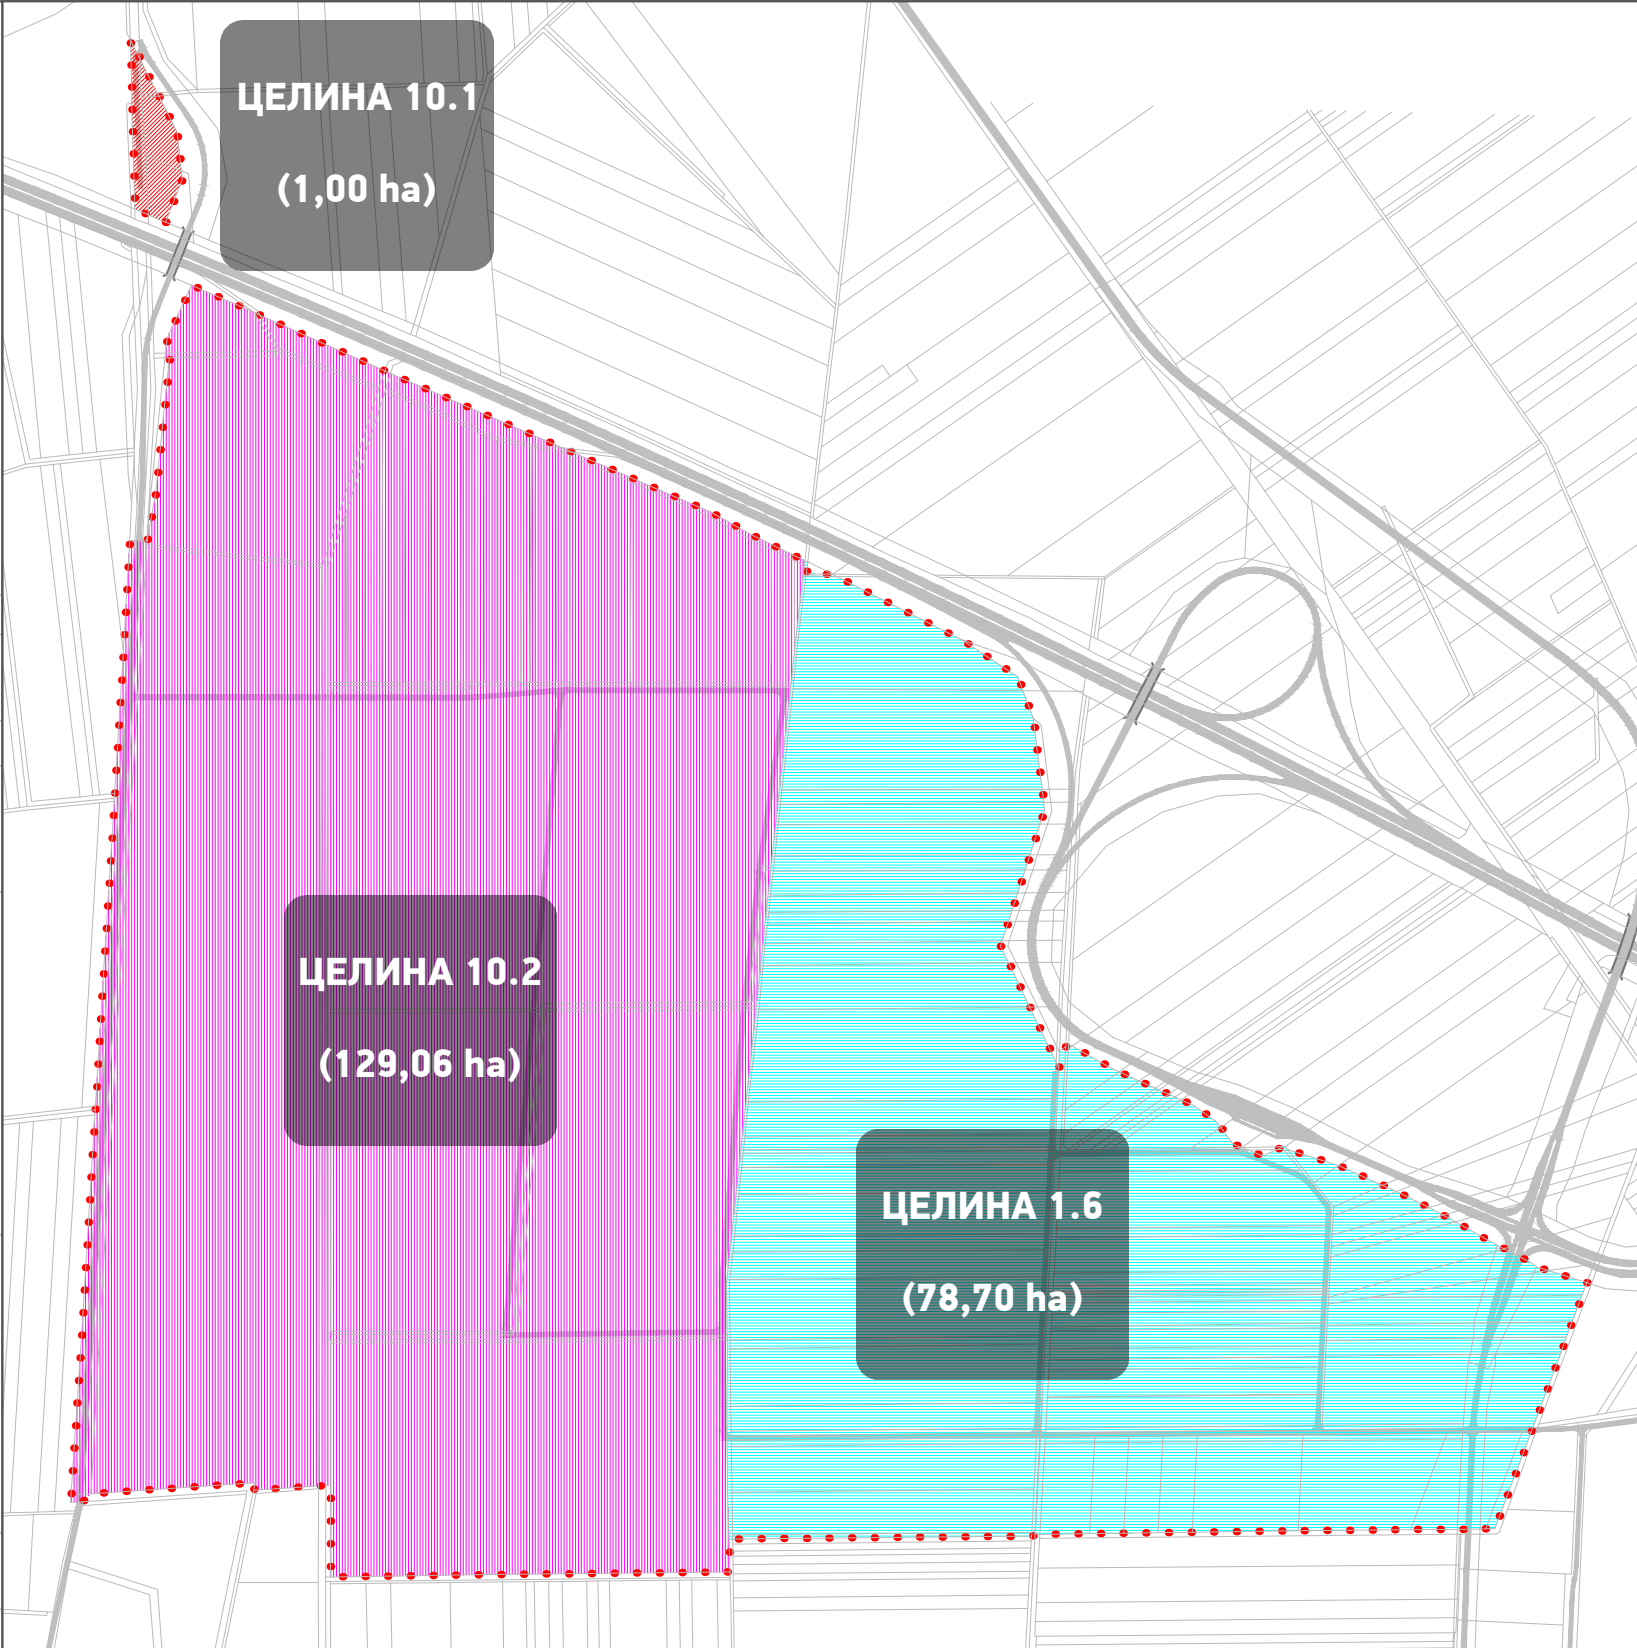 ЦЕЛИНА 10.1
(1,00 ha)
ЦЕЛИНА 10.2
(129,06 ha)
ЦЕЛИНА 1.6
(78,70 ha)